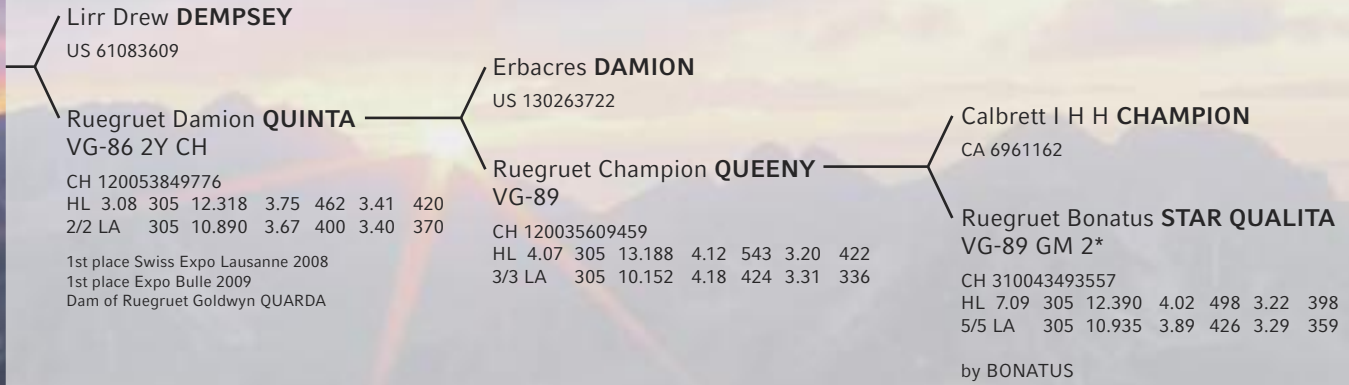 Lirr Drew DEMPSEY
US 61083609
Ruegruet Damion QUINTA
VG-86 2Y CH
CH 120053849776
HL 3.08 305 12.318 3.75 462 3.41 420
2/2 LA 305 10.890 3.67 400 3.40 370
1st place Swiss Expo Lausanne 2008
1st place Expo Bulle 2009
Dam of Ruegruet Goldwyn QUARDA
Erbacres DAMION
US 130263722
Ruegruet Champion QUEENY
VG-89
CH 120035609459
HL 4.07 305 13.188 4.12 543 3.20 422
3/3 LA 305 10.152 4.18 424 3.31 336
Calbrett I H H CHAMPION
CA 6961162
Ruegruet Bonatus STAR QUALITA
VG-89 GM 2*
CH 310043493557
HL 7.09 305 12.390 4.02 498 3.22 398
5/5 LA 305 10.935 3.89 426 3.29 359
by BONATUS